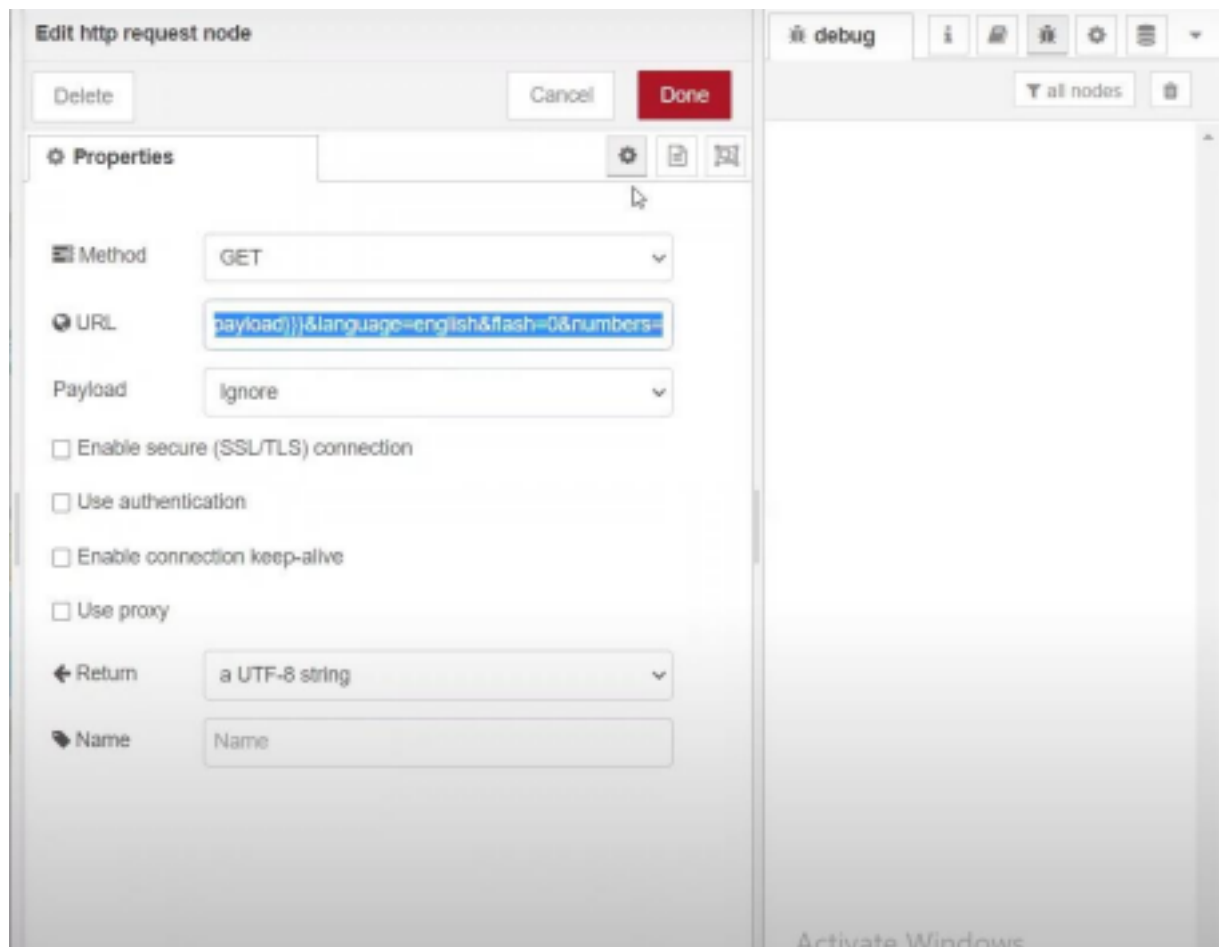 Edit http request node
Delete
Cancel
Done
Properties
Method
GET
URL
payload}}}&language=english&flash=0&numbers=
Payload
Ignore
Enable secure (SSL/TLS) connection
Use authentication
Enable connection keep-alive
Use proxy
Return
a UTF-8 string
Name
Name
debug
i
all nodes
Activate Windows